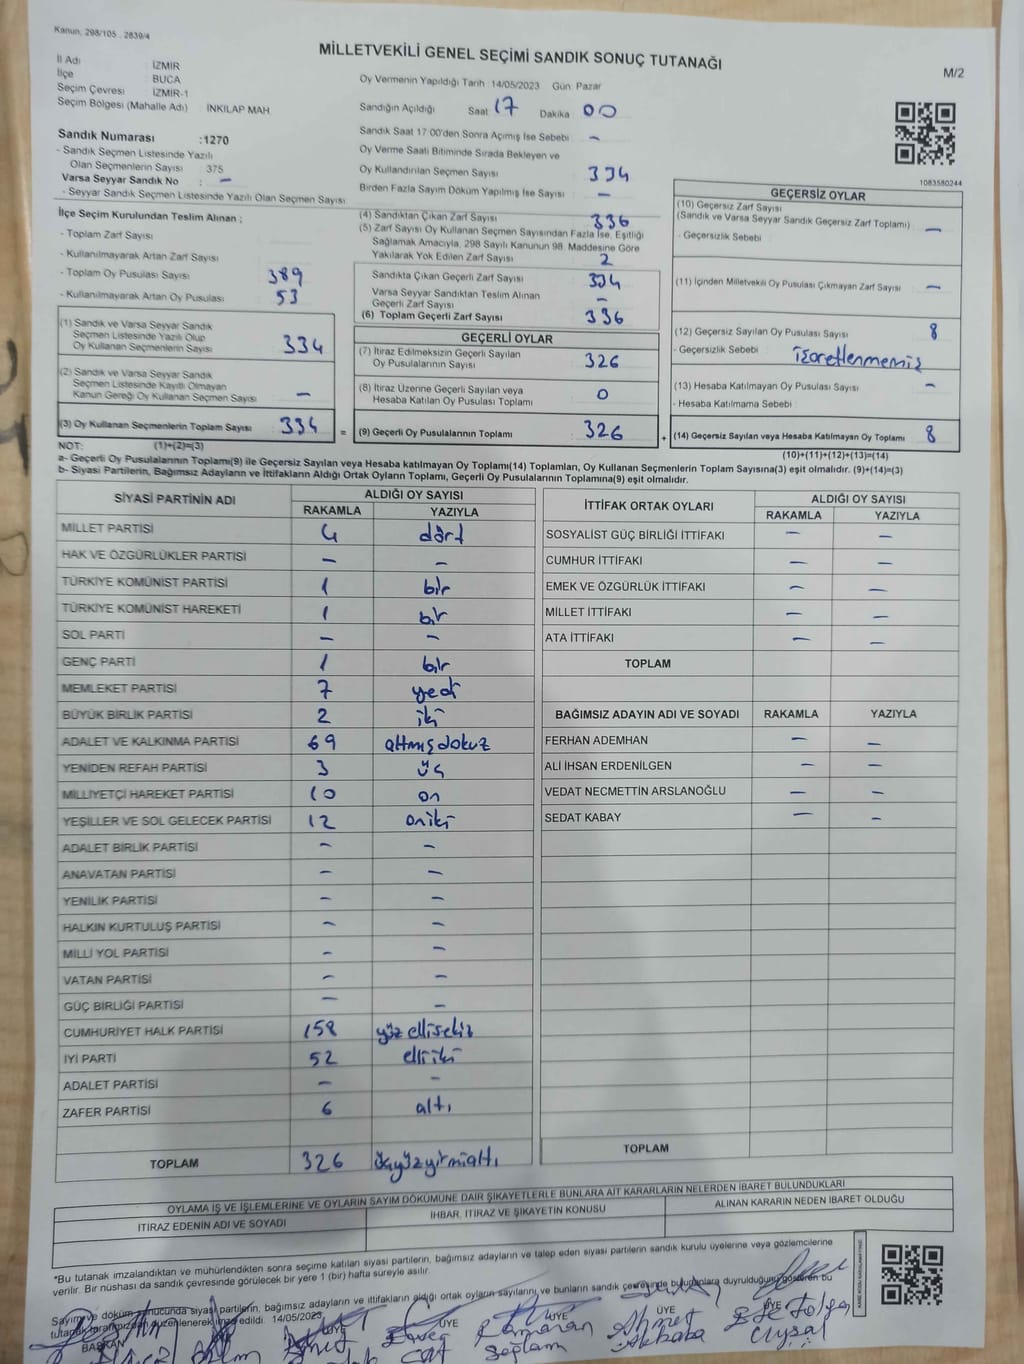 Kanun, 298/105 . 2839/4
MİLLETVEKİLİ GENEL SEÇİMİ SANDIK SONUÇ TUTANAĞI
M/2
İl Adı İZMİR
İlçe BUCA
Seçim Çevresi İZMİR-1
Seçim Bölgesi (Mahalle Adı) İNKILAP MAH
Oy Vermenin Yapıldığı Tarih : 14/05/2023 Gün: Pazar
Sandığın Açıldığı Saat 17 Dakika 00
Sandık Saat 17:00'den Sonra Açımış İse Sebebi –
Oy Verme Saati Bitiminde Sırada Bekleyen ve
Oy Kullandırılan Seçmen Sayısı 334
Birden Fazla Sayım Döküm Yapılmış İse Sayısı –
Sandık Numarası :1270
- Sandık Seçmen Listesinde Yazılı
Olan Seçmenlerin Sayısı : 375
Varsa Seyyar Sandık No : –
- Seyyar Sandık Seçmen Listesinde Yazılı Olan Seçmen Sayısı
1083580244
İlçe Seçim Kurulundan Teslim Alınan ;
- Toplam Zarf Sayısı
- Kullanılmayarak Artan Zarf Sayısı
- Toplam Oy Pusulası Sayısı 389
- Kullanılmayarak Artan Oy Pusulası 53
(4) Sandıktan Çıkan Zarf Sayısı 336
(5) Zarf Sayısı Oy Kullanan Seçmen Sayısından Fazla İse, Eşitliği
Sağlamak Amacıyla, 298 Sayılı Kanunun 98. Maddesine Göre
Yakılarak Yok Edilen Zarf Sayısı 2
Sandıkta Çıkan Geçerli Zarf Sayısı 334
Varsa Seyyar Sandıktan Teslim Alınan
Geçerli Zarf Sayısı –
(6) Toplam Geçerli Zarf Sayısı 336
GEÇERSİZ OYLAR
(10) Geçersiz Zarf Sayısı
(Sandık ve Varsa Seyyar Sandık Geçersiz Zarf Toplamı) –
- Geçersizlik Sebebi
(11) İçinden Milletvekili Oy Pusulası Çıkmayan Zarf Sayısı –
(12) Geçersiz Sayılan Oy Pusulası Sayısı 8
- Geçersizlik Sebebi işaretlenmemiş
(13) Hesaba Katılmayan Oy Pusulası Sayısı –
- Hesaba Katılmama Sebebi
(14) Geçersiz Sayılan veya Hesaba Katılmayan Oy Toplamı 8
(10)+(11)+(12)+(13)=(14)
(1) Sandık ve Varsa Seyyar Sandık
Seçmen Listesinde Yazılı Olup
Oy Kullanan Seçmenlerin Sayısı 334
(2) Sandık ve Varsa Seyyar Sandık
Seçmen Listesinde Kayıtlı Olmayan
Kanun Gereği Oy Kullanan Seçmen Sayısı –
(3) Oy Kullanan Seçmenlerin Toplam Sayısı 334 =
GEÇERLİ OYLAR
(7) İtiraz Edilmeksizin Geçerli Sayılan
Oy Pusulalarının Sayısı 326
(8) İtiraz Üzerine Geçerli Sayılan veya
Hesaba Katılan Oy Pusulası Toplamı 0
(9) Geçerli Oy Pusulalarının Toplamı 326 +
NOT: (1)+(2)=(3)
a- Geçerli Oy Pusulalarının Toplamı(9) ile Geçersiz Sayılan veya Hesaba katılmayan Oy Toplamı(14) Toplamları, Oy Kullanan Seçmenlerin Toplam Sayısına(3) eşit olmalıdır. (9)+(14)=(3)
b- Siyasi Partilerin, Bağımsız Adayların ve İttifakların Aldığı Ortak Oyların Toplamı, Geçerli Oy Pusulalarının Toplamına(9) eşit olmalıdır.
SİYASİ PARTİNİN ADI ALDIĞI OY SAYISI
RAKAMLA YAZIYLA
MİLLET PARTİSİ 4 dört
HAK VE ÖZGÜRLÜKLER PARTİSİ – –
TÜRKİYE KOMÜNİST PARTİSİ 1 bir
TÜRKİYE KOMÜNİST HAREKETİ 1 bir
SOL PARTİ – –
GENÇ PARTİ 1 bir
MEMLEKET PARTİSİ 7 yedi
BÜYÜK BİRLİK PARTİSİ 2 iki
ADALET VE KALKINMA PARTİSİ 69 altmışdokuz
YENİDEN REFAH PARTİSİ 3 üç
MİLLİYETÇİ HAREKET PARTİSİ 10 on
YEŞİLLER VE SOL GELECEK PARTİSİ 12 oniki
ADALET BİRLİK PARTİSİ – –
ANAVATAN PARTİSİ – –
YENİLİK PARTİSİ – –
HALKIN KURTULUŞ PARTİSİ – –
MİLLİ YOL PARTİSİ – –
VATAN PARTİSİ – –
GÜÇ BİRLİĞİ PARTİSİ – –
CUMHURİYET HALK PARTİSİ 158 yüz ellisekiz
İYİ PARTİ 52 elliiki
ADALET PARTİSİ – –
ZAFER PARTİSİ 6 altı
TOPLAM 326 üçyüzyirmialtı
İTTİFAK ORTAK OYLARI ALDIĞI OY SAYISI
RAKAMLA YAZIYLA
SOSYALİST GÜÇ BİRLİĞİ İTTİFAKI – –
CUMHUR İTTİFAKI – –
EMEK VE ÖZGÜRLÜK İTTİFAKI – –
MİLLET İTTİFAKI – –
ATA İTTİFAKI – –
TOPLAM
BAĞIMSIZ ADAYIN ADI VE SOYADI RAKAMLA YAZIYLA
FERHAN ADEMHAN – –
ALİ İHSAN ERDENİLGEN – –
VEDAT NECMETTİN ARSLANOĞLU – –
SEDAT KABAY – –
TOPLAM
OYLAMA İŞ VE İŞLEMLERİNE VE OYLARIN SAYIM DÖKÜMÜNE DAİR ŞİKAYETLERLE BUNLARA AİT KARARLARIN NELERDEN İBARET BULUNDUKLARI
İTİRAZ EDENİN ADI VE SOYADI İHBAR, İTİRAZ VE ŞİKAYETİN KONUSU ALINAN KARARIN NEDEN İBARET OLDUĞU
*Bu tutanak imzalandıktan ve mühürlendikten sonra seçime katılan siyasi partilerin, bağımsız adayların ve talep eden siyasi partilerin sandık kurulu üyelerine veya gözlemcilerine
verilir. Bir nüshası da sandık çevresinde görülecek bir yere 1 (bir) hafta süreyle asılır.
Sayım ve döküm sonucunda siyasi partilerin, bağımsız adayların ve ittifakların aldığı ortak oyların sayılarını ve bunların sandık çevresinde bulunanlara duyurulduğunu gösteren bu
tutanak tarafımızdan düzenlenerek imza edildi. 14/05/2023
BAŞKAN ÜYE ÜYE ÜYE ÜYE ÜYE
Ramazan Ahmet Tolga
Sağlam Akbaba